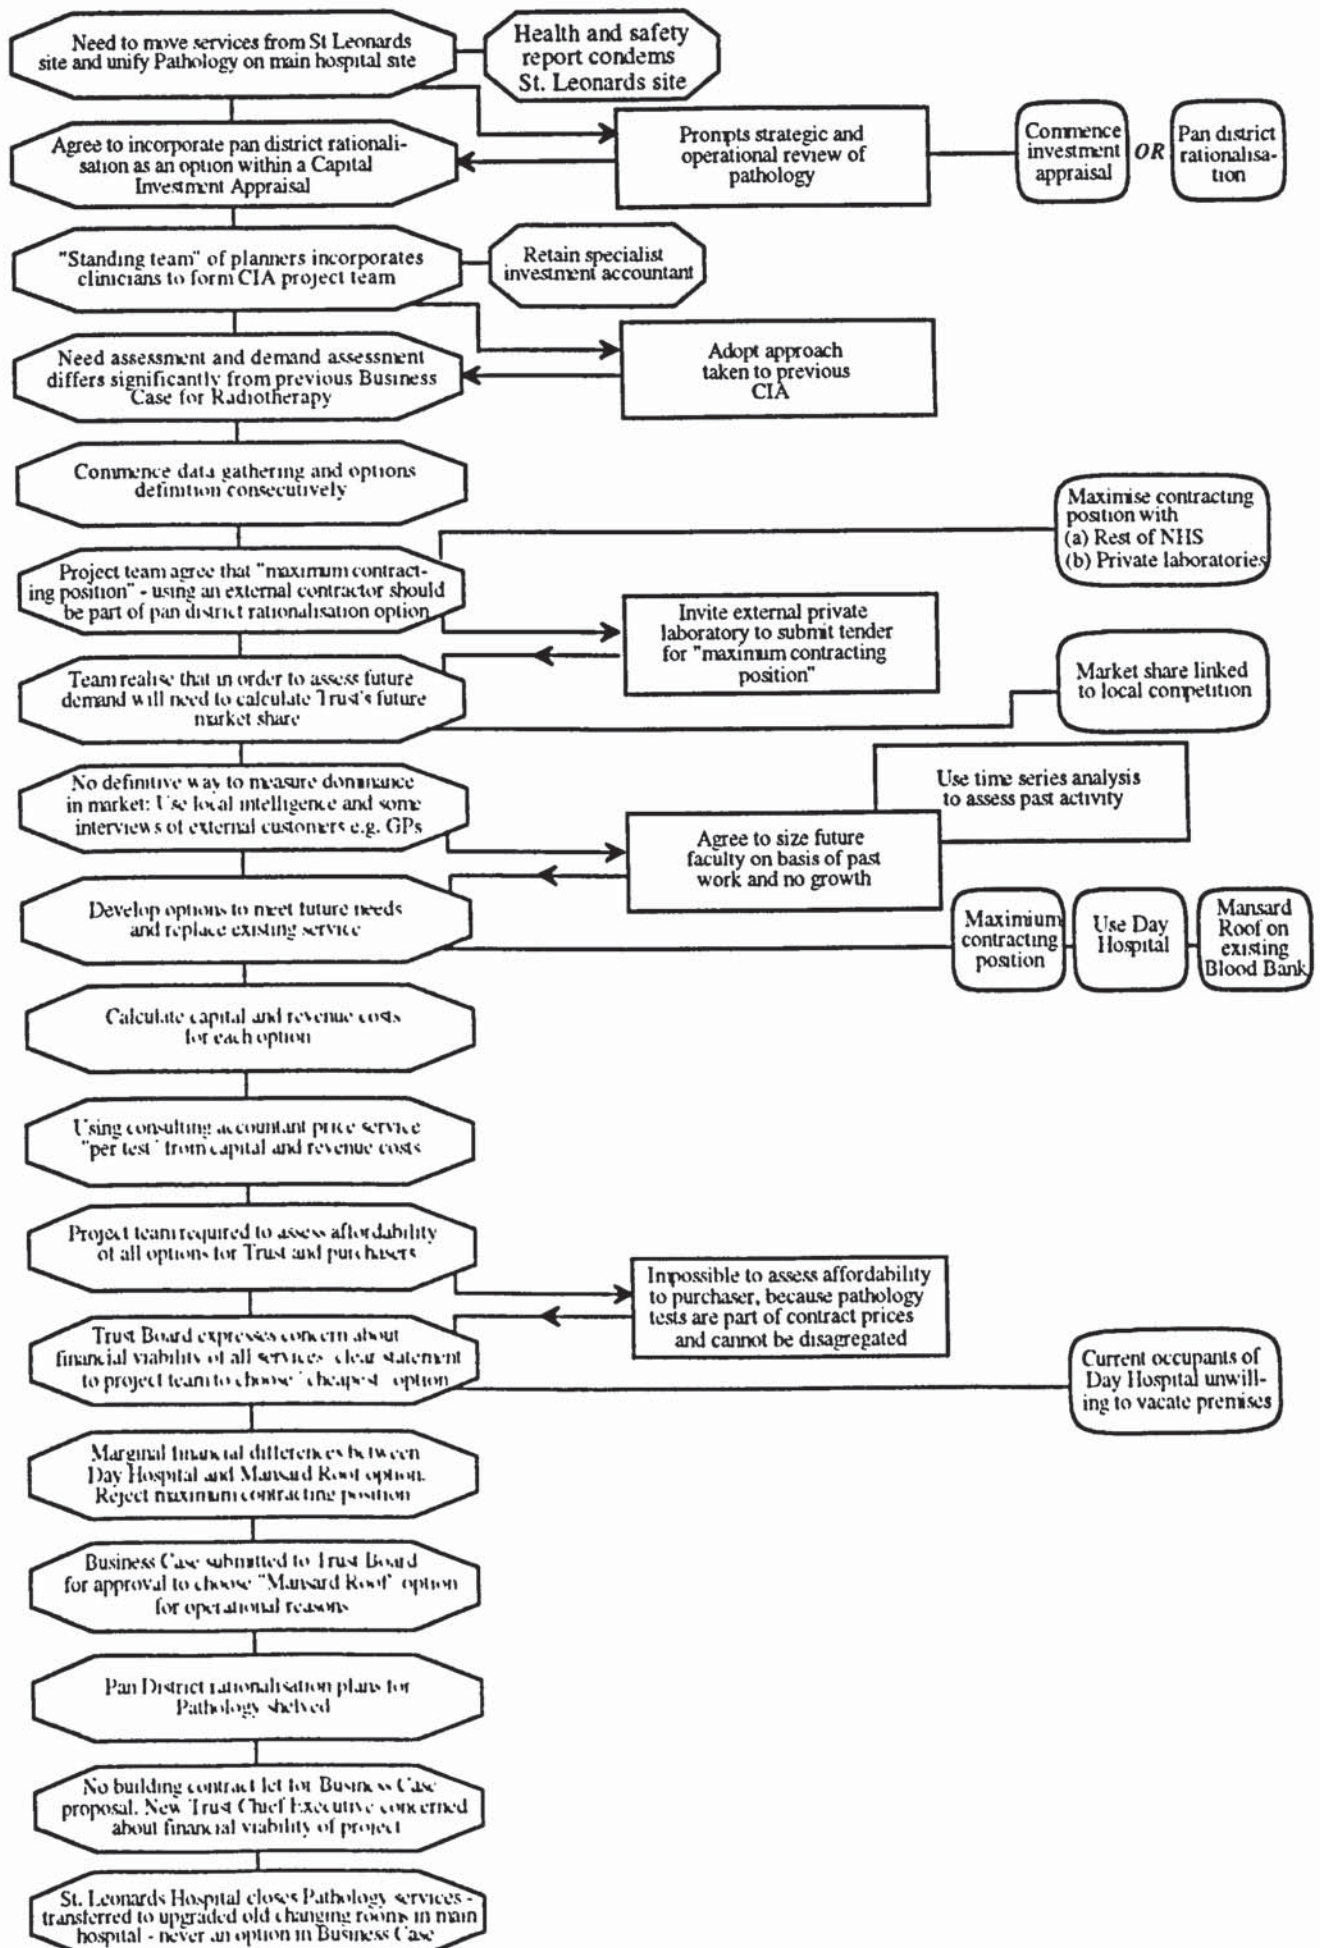 Need to move services from St Leonards
site and unify Pathology on main hospital site
Health and safety
report condems
St. Leonards site
Agree to incorporate pan district rationali-
sation as an option within a Capital
Investment Appraisal
Prompts strategic and
operational review of
pathology
Commence
investment
appraisal
OR
Pan district
rationalisa-
tion
"Standing team" of planners incorporates
clinicians to form CIA project team
Retain specialist
investment accountant
Need assessment and demand assessment
differs significantly from previous Business
Case for Radiotherapy
Adopt approach
taken to previous
CIA
Commence data gathering and options
definition consecutively
Maximise contracting
position with
(a) Rest of NHS
(b) Private laboratories
Project team agree that "maximum contract-
ing position" - using an external contractor should
be part of pan district rationalisation option
Invite external private
laboratory to submit tender
for "maximum contracting
position"
Team realise that in order to assess future
demand will need to calculate Trust's future
market share
Market share linked
to local competition
No definitive way to measure dominance
in market: Use local intelligence and some
interviews of external customers e.g. GPs
Use time series analysis
to assess past activity
Agree to size future
faculty on basis of past
work and no growth
Develop options to meet future needs
and replace existing service
Maximium
contracting
position
Use Day
Hospital
Mansard
Roof on
existing
Blood Bank
Calculate capital and revenue costs
for each option
Using consulting accountant price service
"per test" from capital and revenue costs
Project team required to assess affordability
of all options for Trust and purchasers
Impossible to assess affordability
to purchaser, because pathology
tests are part of contract prices
and cannot be disagregated
Trust Board expresses concern about
financial viability of all services clear statement
to project team to choose "cheapest" option
Current occupants of
Day Hospital unwill-
ing to vacate premises
Marginal financial differences between
Day Hospital and Mansard Roof option.
Reject maximum contracting position
Business Case submitted to Trust Board
for approval to choose "Mansard Roof" option
for operational reasons
Pan District rationalisation plans for
Pathology shelved
No building contract let for Business Case
proposal. New Trust Chief Executive concerned
about financial viability of project
St. Leonards Hospital closes Pathology services -
transferred to upgraded old changing rooms in main
hospital - never an option in Business Case